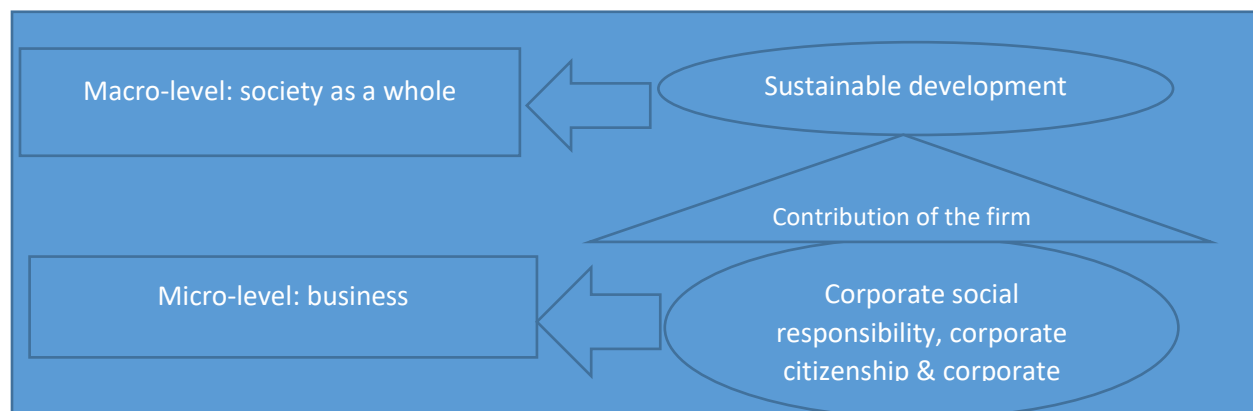 Macro-level: society as a whole
Sustainable development
Contribution of the firm
Micro-level: business
Corporate social
responsibility, corporate
citizenship & corporate